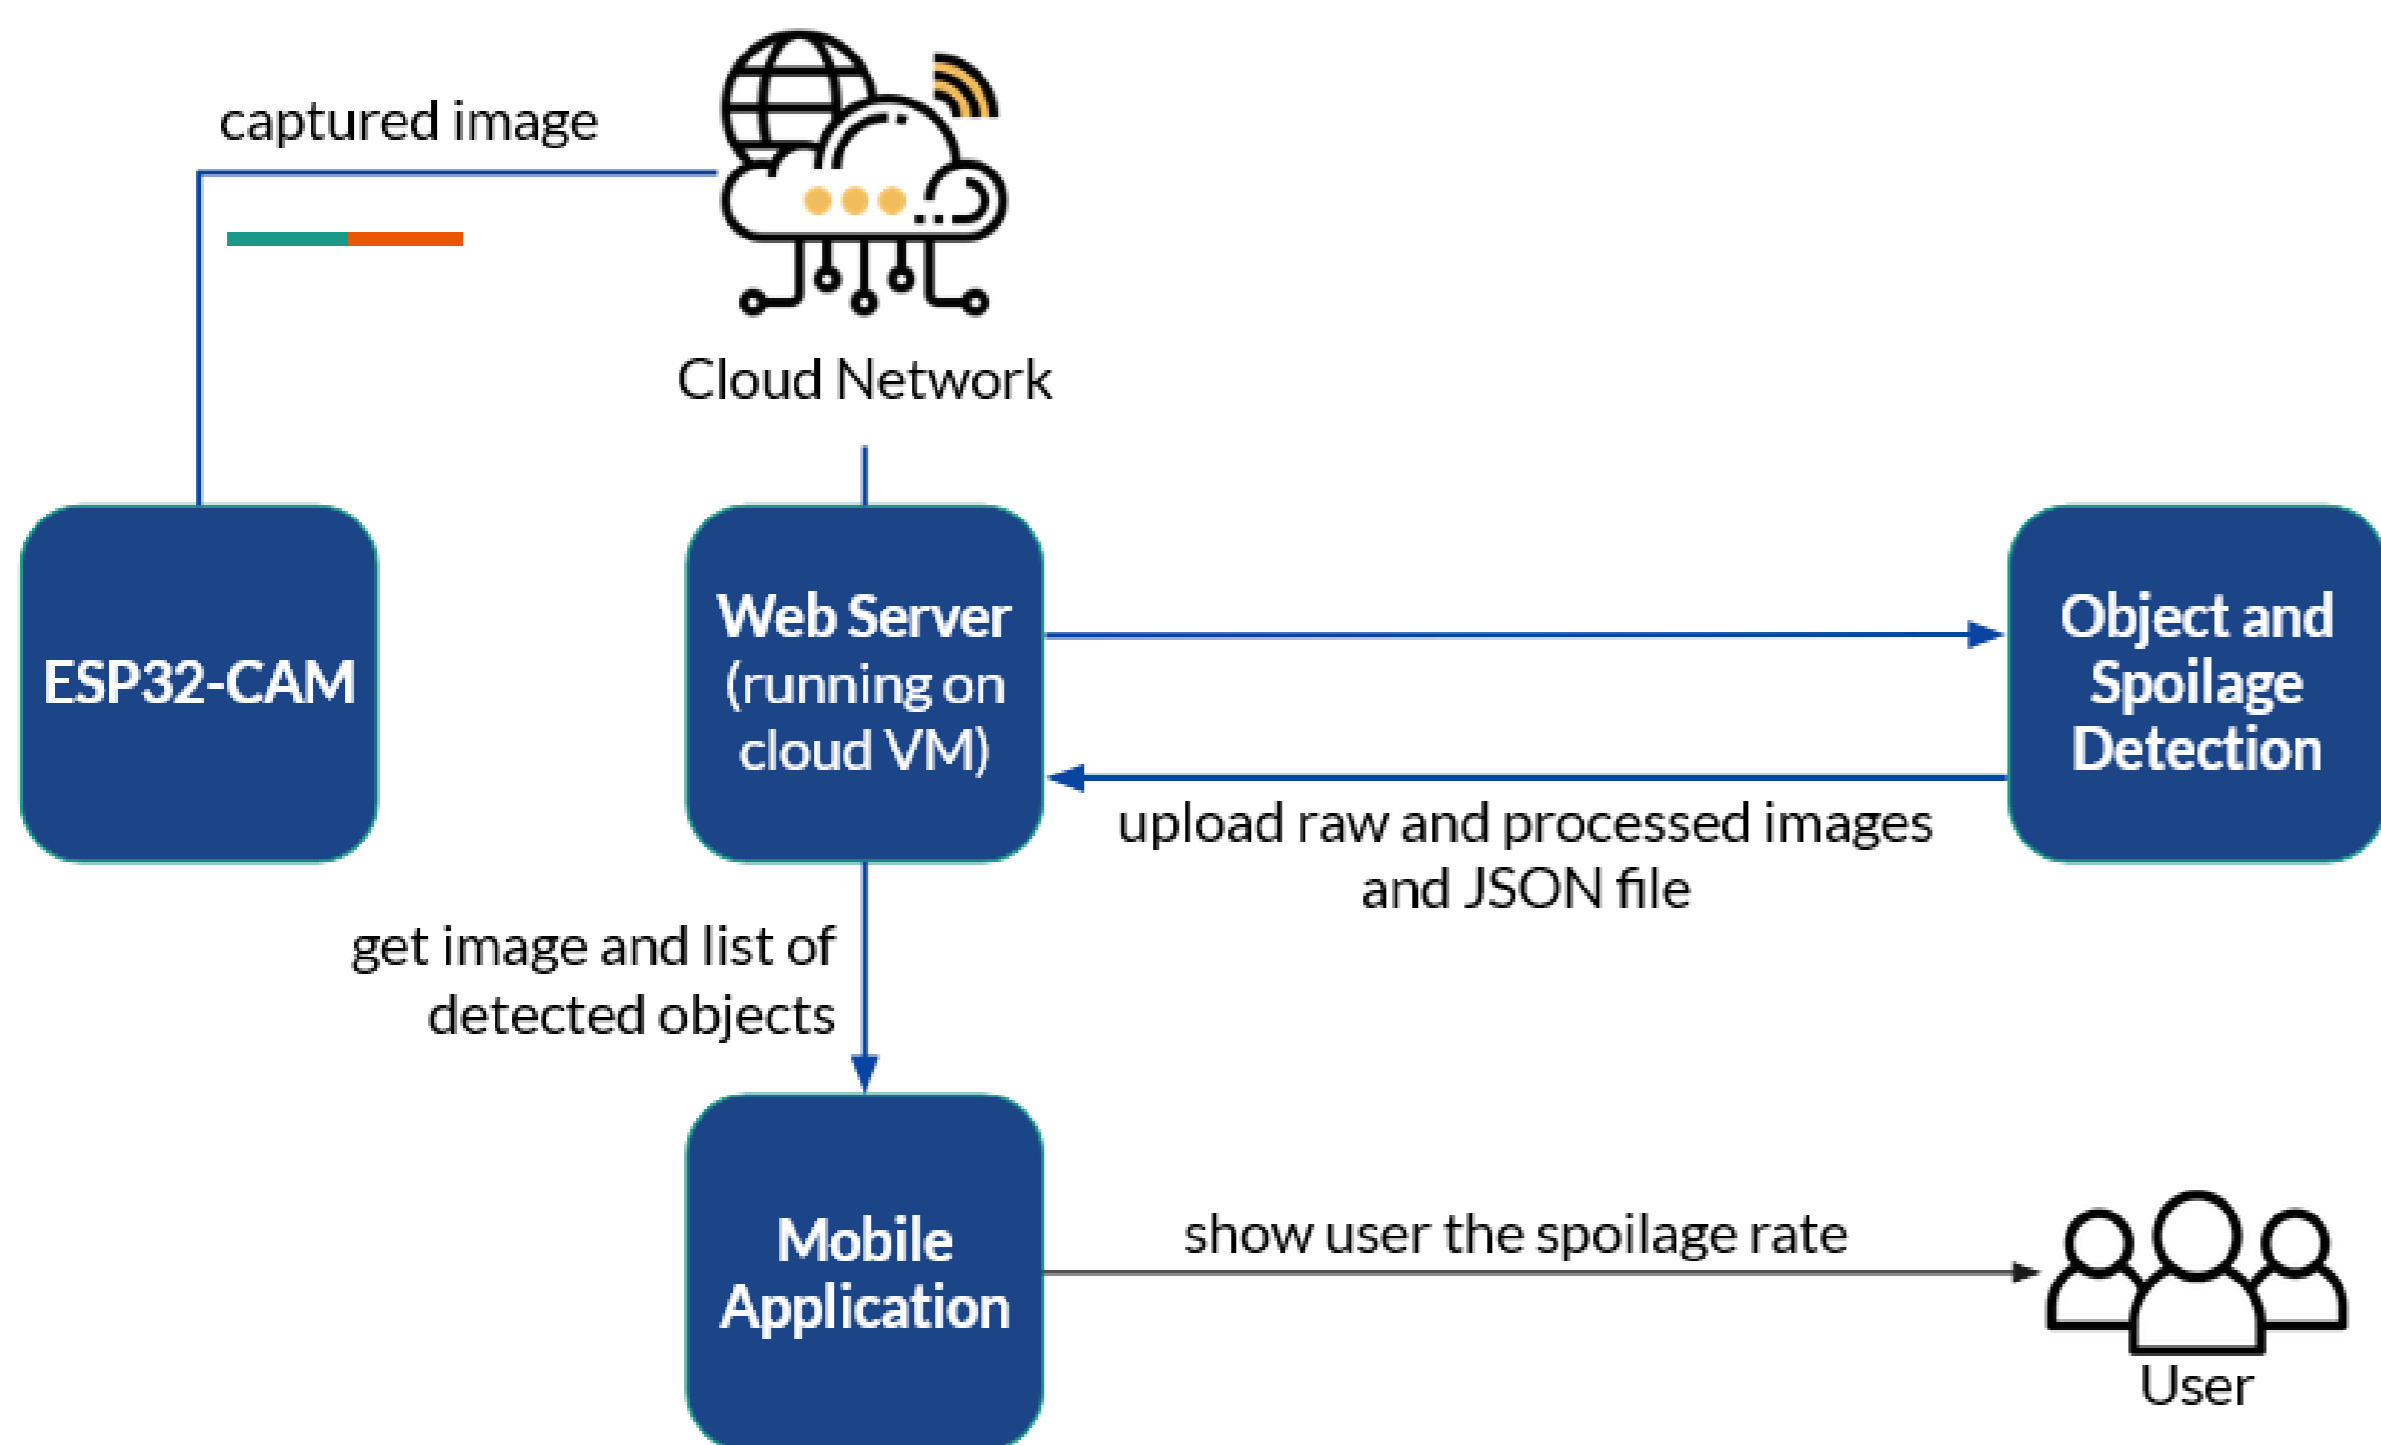 captured image
Cloud Network
ESP32-CAM
Web Server
(running on
cloud VM)
Object and
Spoilage
Detection
upload raw and processed images
and JSON file
get image and list of
detected objects
Mobile
Application
show user the spoilage rate
User